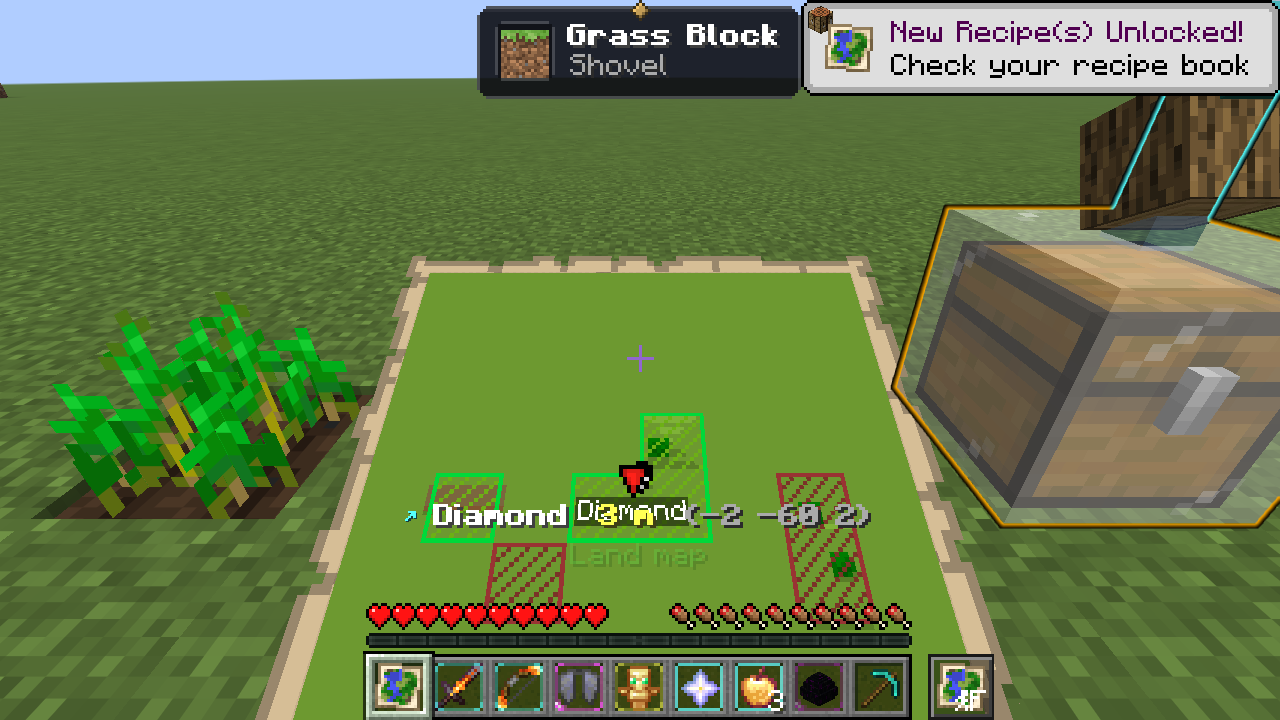 Grass Block
Shovel
New Recipe(s) Unlocked!
Check your recipe book
Diamond
Diamond
(-2 -60 2)
Land map
3